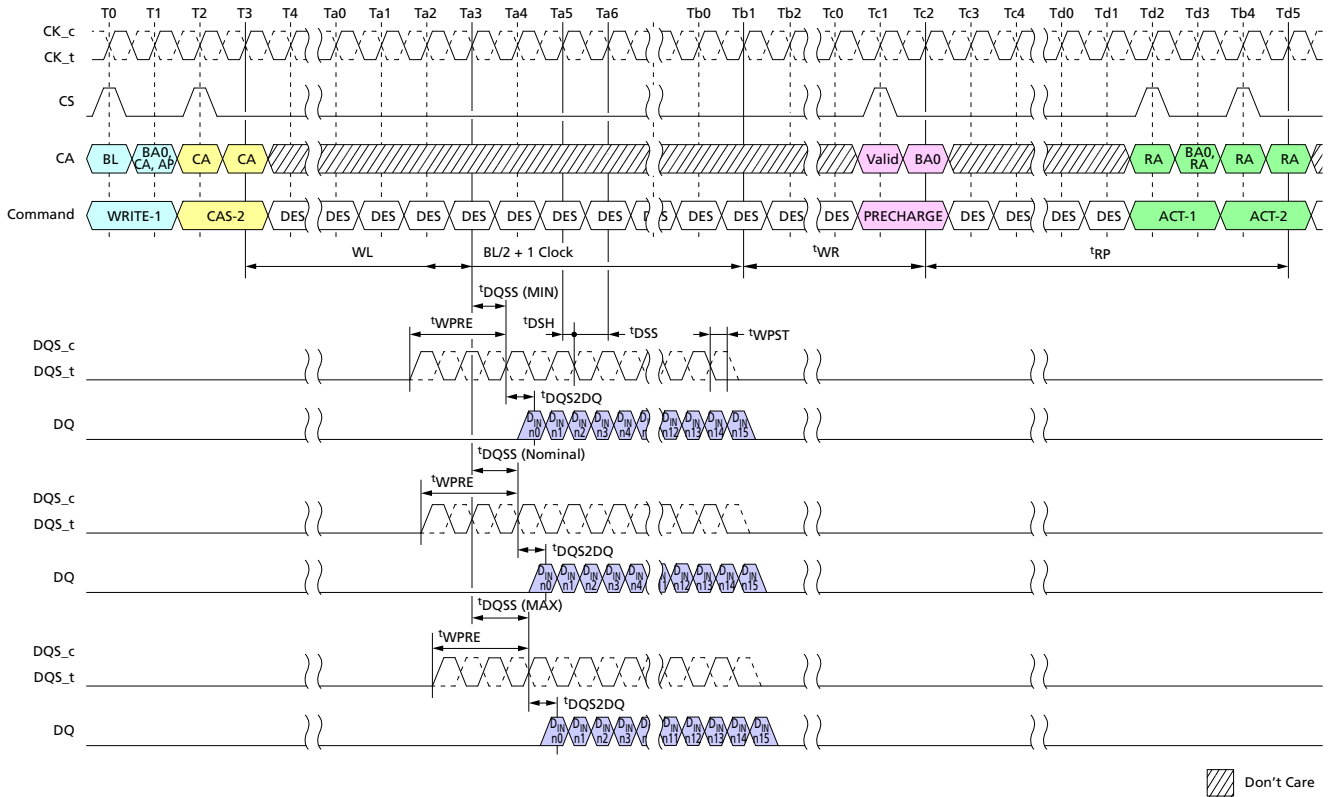 T0 T1 T2 T3 T4 Ta0 Ta1 Ta2 Ta3 Ta4 Ta5 Ta6 Tb0 Tb1 Tb2 Tc0 Tc1 Tc2 Tc3 Tc4 Td0 Td1 Td2 Td3 Tb4 Td5
CK_c
CK_t
CS
CA BL BA0, CA, AP CA CA Valid BA0 RA BA0, RA RA RA
Command WRITE-1 CAS-2 DES DES DES DES DES DES DES DES DES DES DES DES PRECHARGE DES DES DES DES ACT-1 ACT-2
WL BL/2 + 1 Clock tWR tRP
tDQSS (MIN)
tWPRE tDSH tDSS tWPST
DQS_c
DQS_t
tDQS2DQ
DQ DIN n0 DIN n1 DIN n2 DIN n3 DIN n4 DIN n12 DIN n13 DIN n14 DIN n15
tDQSS (Nominal)
tWPRE
DQS_c
DQS_t
tDQS2DQ
DQ DIN n0 DIN n1 DIN n2 DIN n3 DIN n4 DIN n12 DIN n13 DIN n14 DIN n15
tDQSS (MAX)
tWPRE
DQS_c
DQS_t
tDQS2DQ
DQ DIN n0 DIN n1 DIN n2 DIN n3 DIN n11 DIN n12 DIN n13 DIN n14 DIN n15
Don't Care